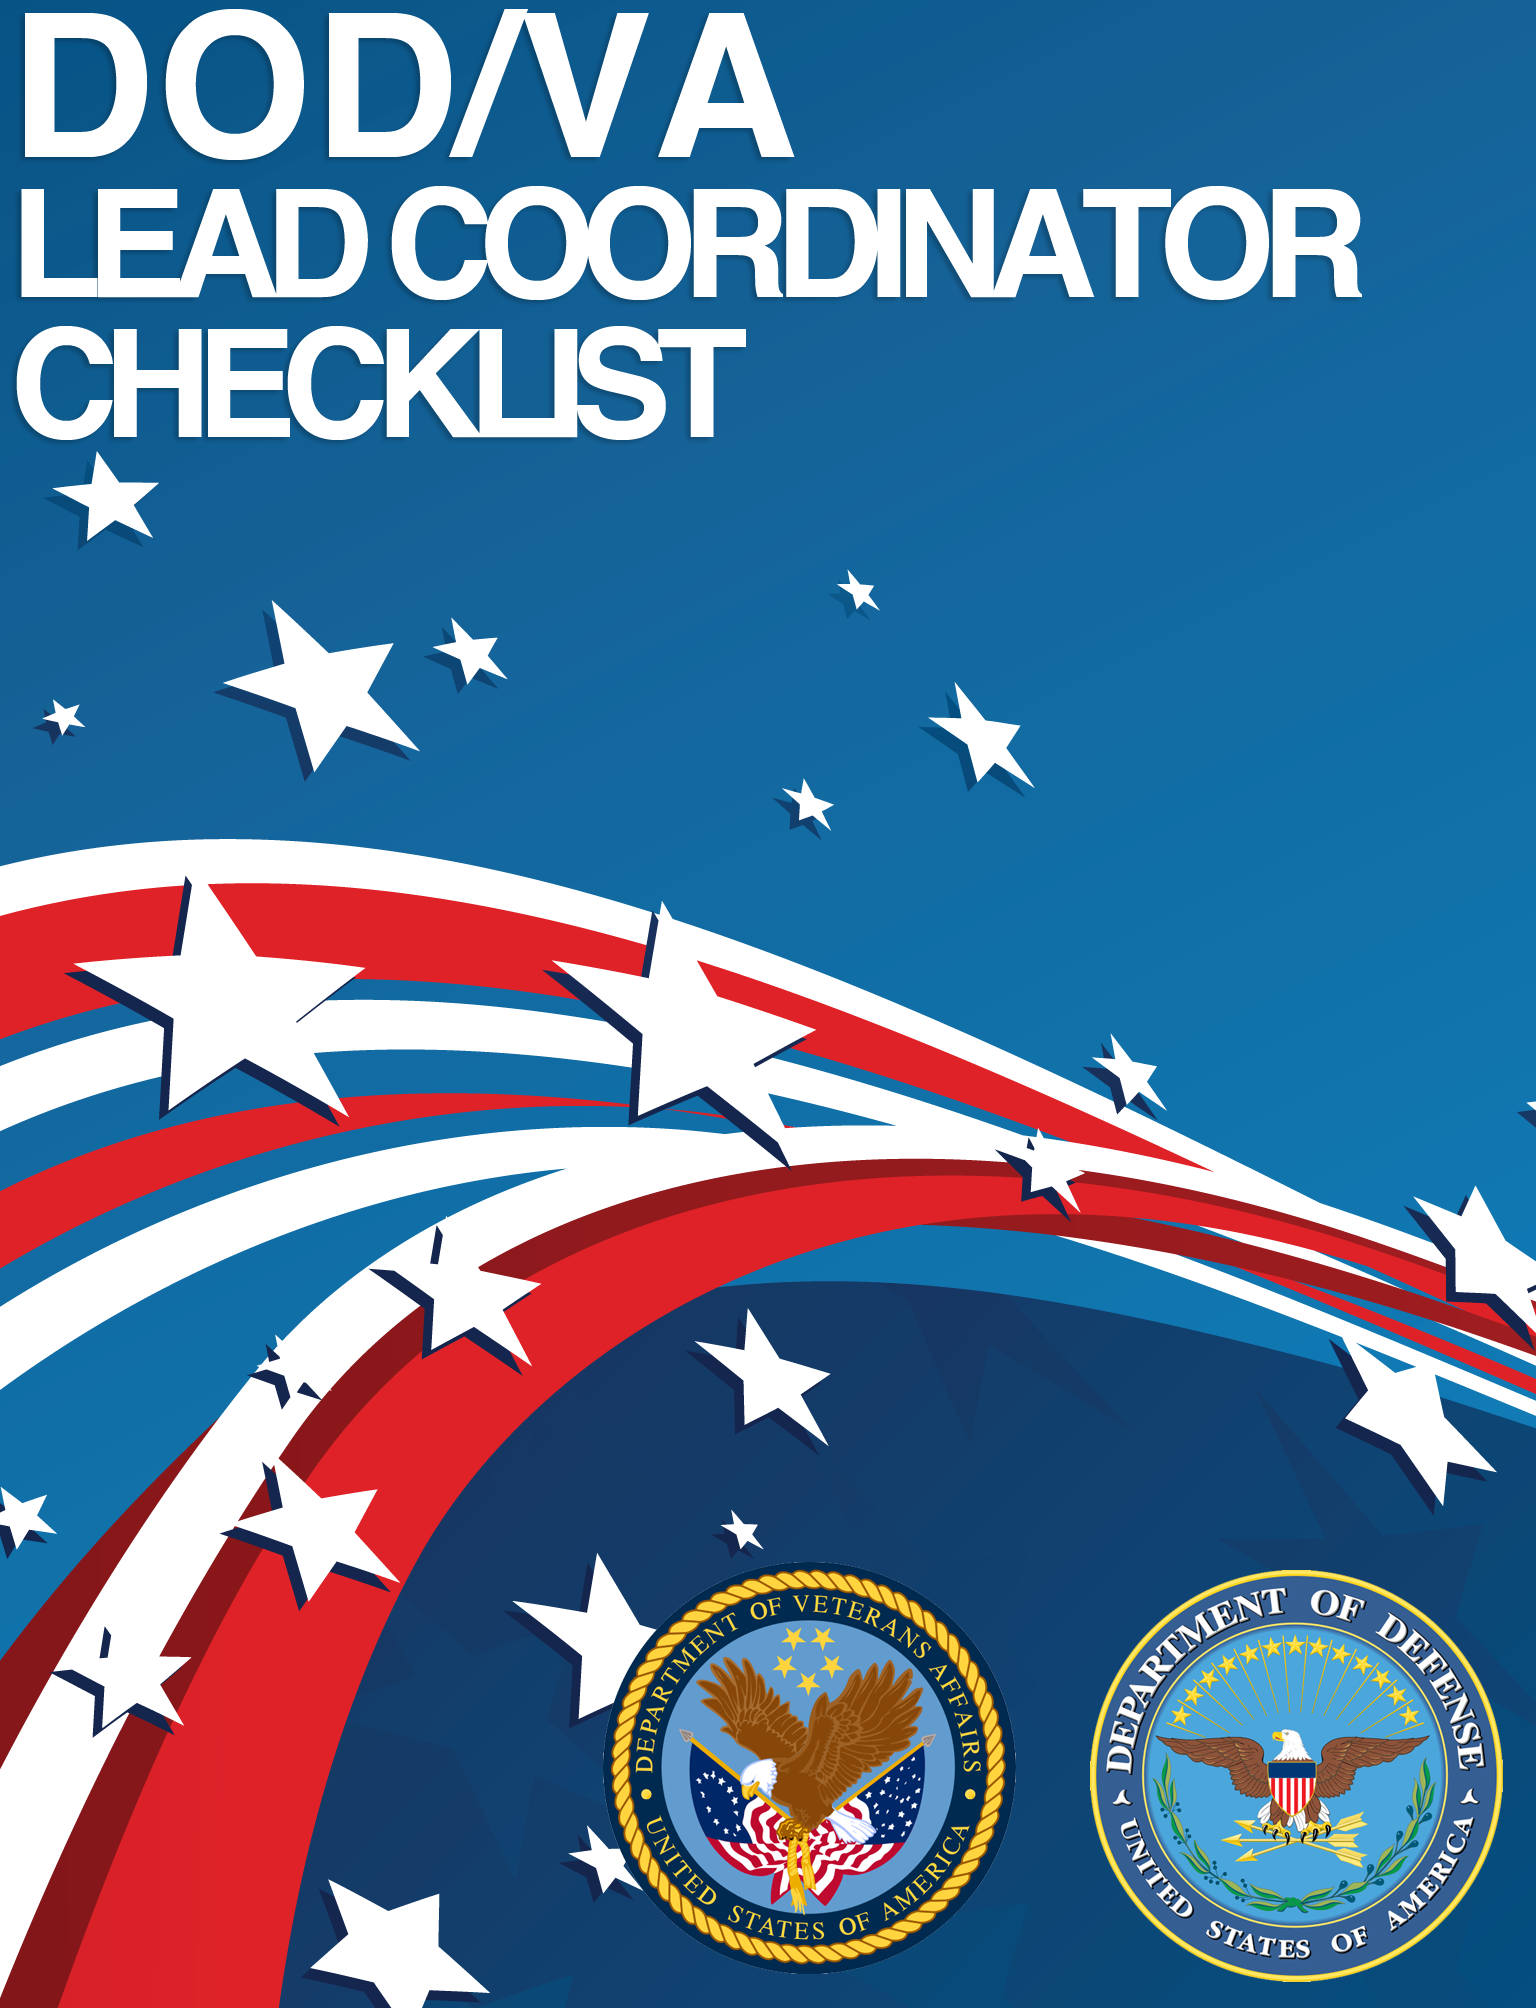 DOD/VA
LEAD COORDINATOR
CHECKLIST
DEPARTMENT OF VETERANS AFFAIRS
UNITED STATES OF AMERICA
DEPARTMENT OF DEFENSE
UNITED STATES OF AMERICA